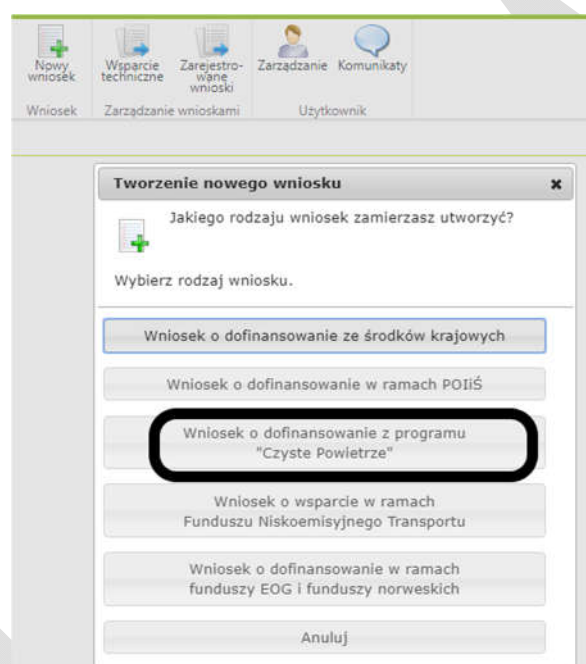 Nowy wniosek
Wsparcie techniczne
Zarejestro-wane wnioski
Zarządzanie
Komunikaty
Wniosek
Zarządzanie wnioskami
Użytkownik
Tworzenie nowego wniosku
Jakiego rodzaju wniosek zamierzasz utworzyć?
Wybierz rodzaj wniosku.
Wniosek o dofinansowanie ze środków krajowych
Wniosek o dofinansowanie w ramach POIiŚ
Wniosek o dofinansowanie z programu
"Czyste Powietrze"
Wniosek o wsparcie w ramach
Funduszu Niskoemisyjnego Transportu
Wniosek o dofinansowanie w ramach
funduszy EOG i funduszy norweskich
Anuluj